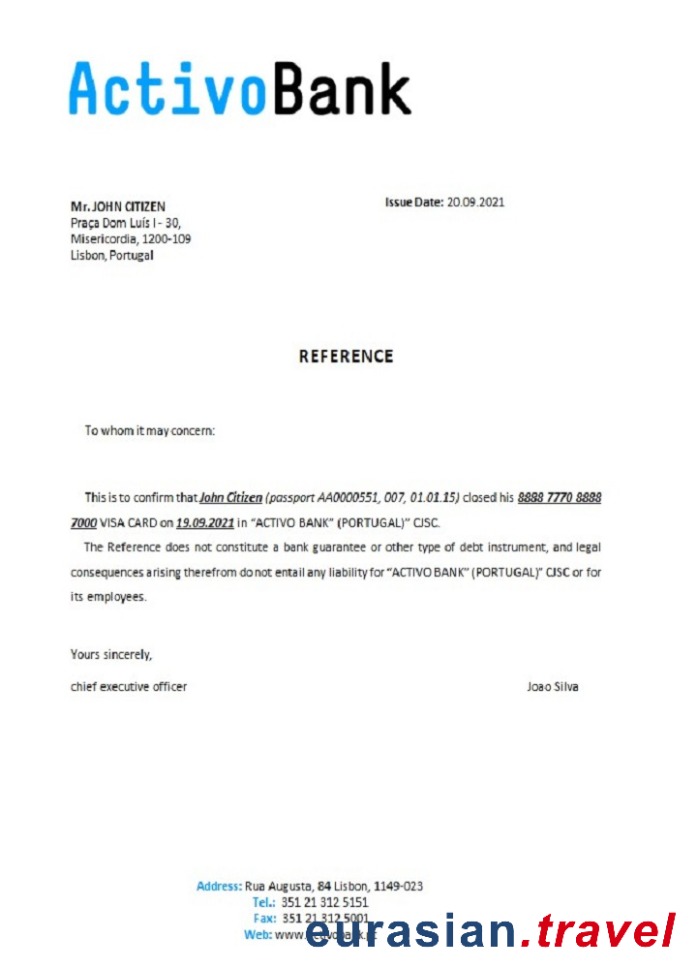 ActivoBank
Mr. JOHN CITIZEN
Praça Dom Luís I - 30,
Misericordia, 1200-109
Lisbon, Portugal
Issue Date: 20.09.2021
REFERENCE
To whom it may concern:
This is to confirm that John Citizen (passport AA0000551, 007, 01.01.15) closed his 8888 7770 8888
7000 VISA CARD on 19.09.2021 in "ACTIVO BANK" (PORTUGAL)" CJSC.
The Reference does not constitute a bank guarantee or other type of debt instrument, and legal
consequences arising therefrom do not entail any liability for "ACTIVO BANK" (PORTUGAL)" CJSC or for
its employees.
Yours sincerely,
chief executive officer
Joao Silva
Address: Rua Augusta, 84 Lisbon, 1149-023
Tel.: 351 21 312 5151
Fax: 351 21 312 5001
Web:
eurasian.travel